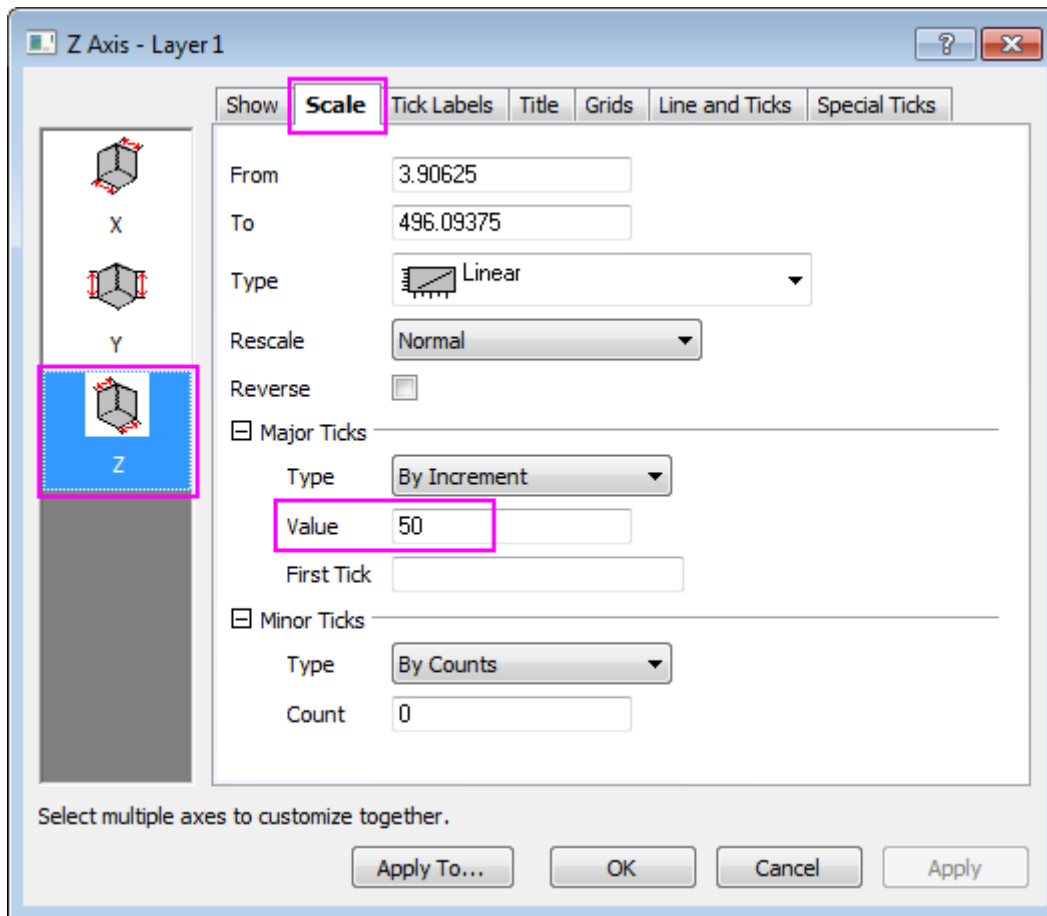 Z Axis - Layer 1
Show Scale Tick Labels Title Grids Line and Ticks Special Ticks
X
Y
Z
From 3.90625
To 496.09375
Type Linear
Rescale Normal
Reverse
Major Ticks
Type By Increment
Value 50
First Tick
Minor Ticks
Type By Counts
Count 0
Select multiple axes to customize together.
Apply To... OK Cancel Apply